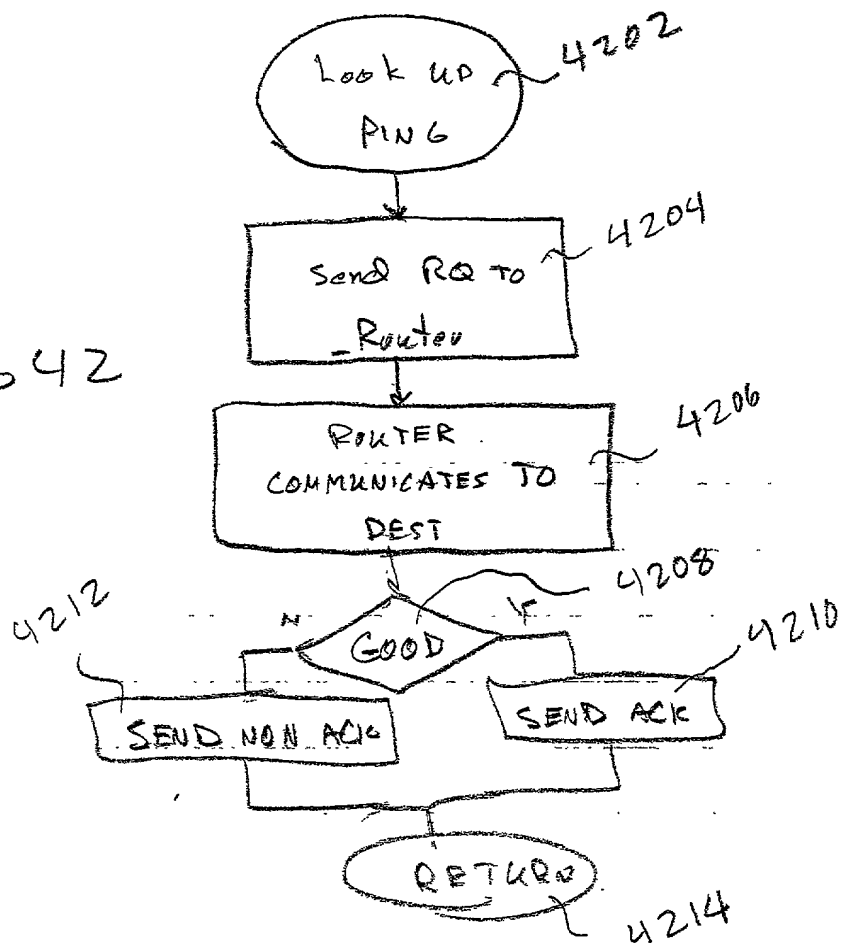 Look up
PING
4202
Send RQ TO
Router
4204
42
ROUTER
COMMUNICATES TO
DEST
4206
4208
N
GOOD
Y
4212
4210
SEND NON ACK
SEND ACK
RETURN
4214